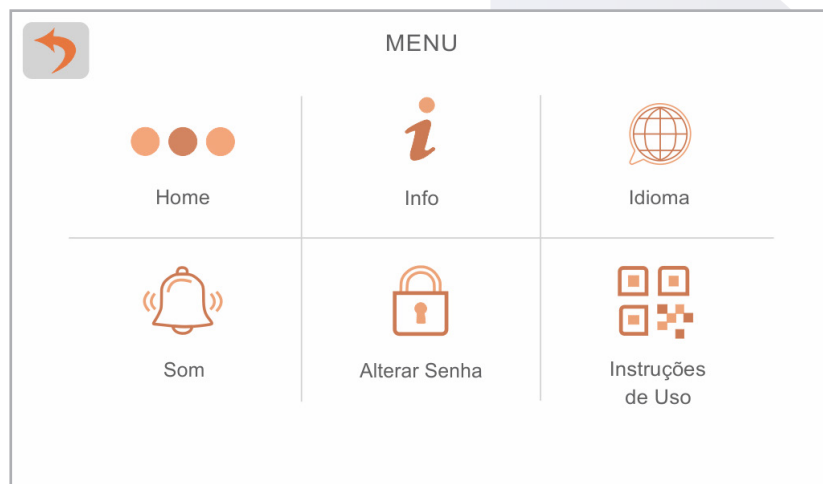 MENU
Home
Info
Idioma
Som
Alterar Senha
Instruções
de Uso